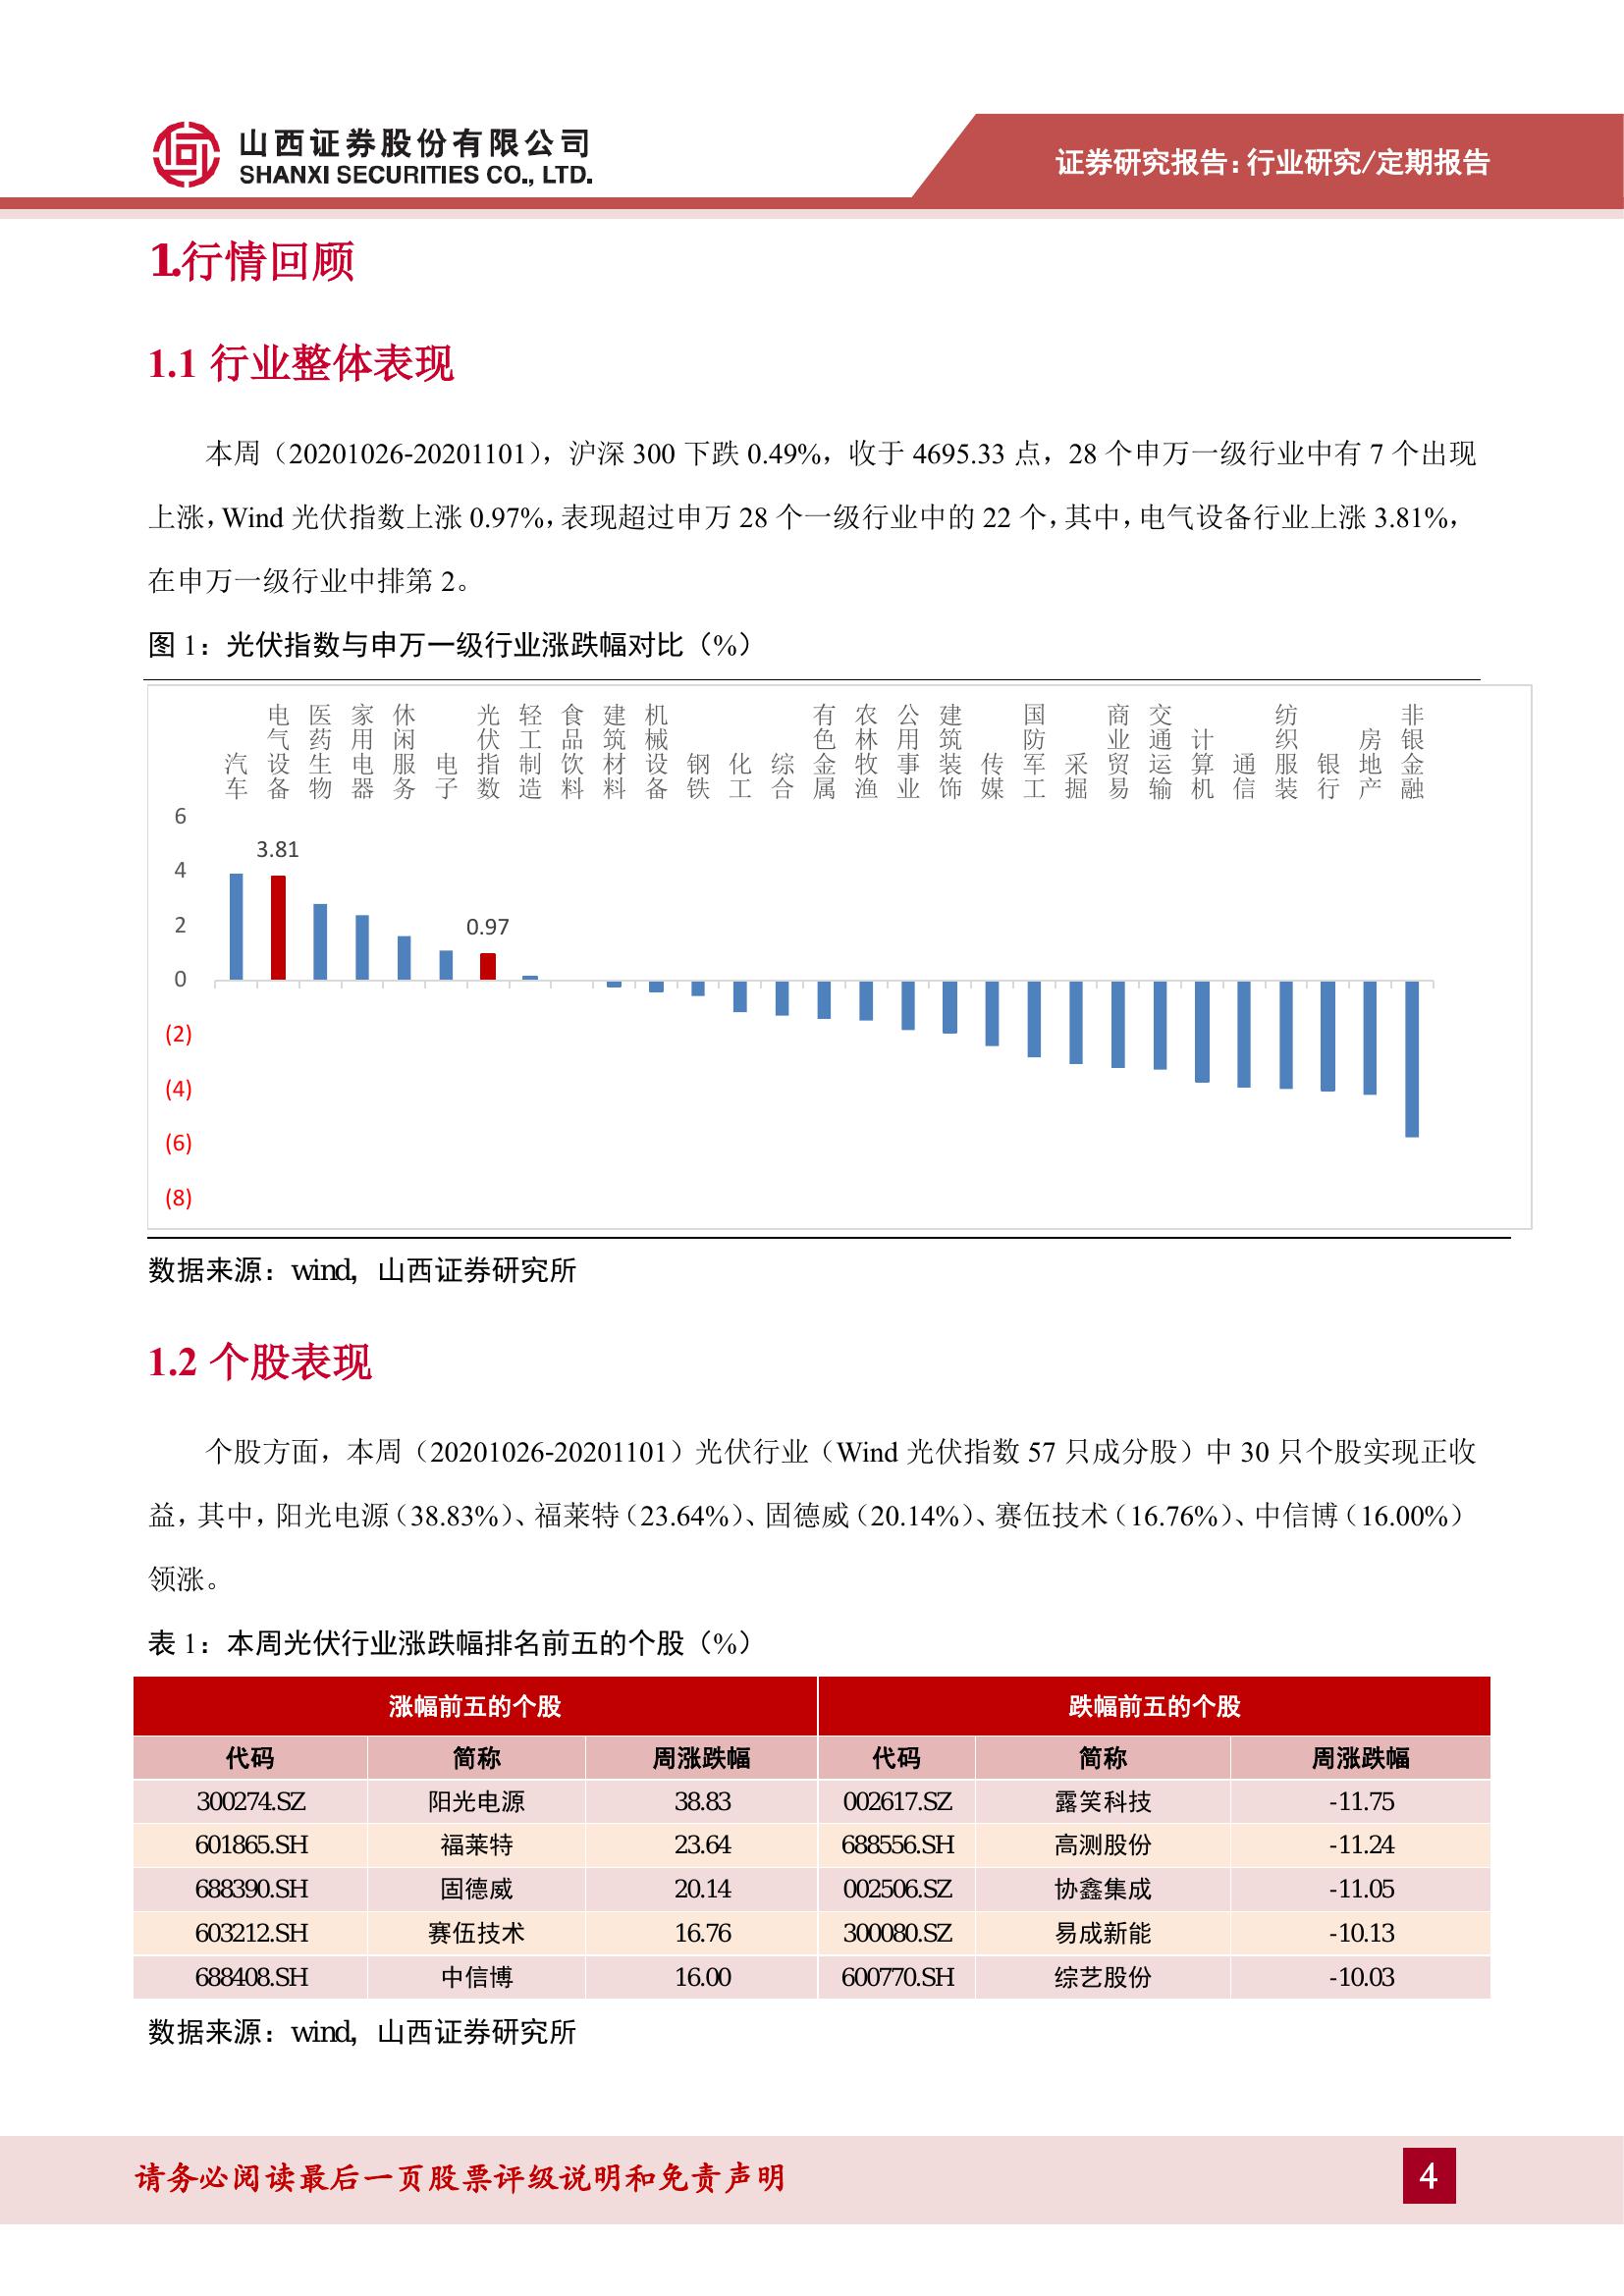 山西证券股份有限公司
SHANXI SECURITIES CO., LTD.
证券研究报告：行业研究/定期报告
1.行情回顾
1.1 行业整体表现
本周（20201026-20201101），沪深 300 下跌 0.49%，收于 4695.33 点，28 个申万一级行业中有 7 个出现
上涨，Wind 光伏指数上涨 0.97%，表现超过申万 28 个一级行业中的 22 个，其中，电气设备行业上涨 3.81%，
在申万一级行业中排第 2。
图 1：光伏指数与申万一级行业涨跌幅对比（%）
汽车 电气设备 医药生物 家用电器 休闲服务 电子 光伏指数 轻工制造 食品饮料 建筑材料 机械设备 钢铁 化工 综合 有色金属 农林牧渔 公用事业 建筑装饰 传媒 国防军工 采掘 商业贸易 交通运输 计算机 通信 纺织服装 银行 房地产 非银金融
6
3.81
4
2
0.97
0
(2)
(4)
(6)
(8)
数据来源：wind，山西证券研究所
1.2 个股表现
个股方面，本周（20201026-20201101）光伏行业（Wind 光伏指数 57 只成分股）中 30 只个股实现正收
益，其中，阳光电源（38.83%）、福莱特（23.64%）、固德威（20.14%）、赛伍技术（16.76%）、中信博（16.00%）
领涨。
表 1：本周光伏行业涨跌幅排名前五的个股（%）
涨幅前五的个股 跌幅前五的个股
代码 简称 周涨跌幅 代码 简称 周涨跌幅
300274.SZ 阳光电源 38.83 002617.SZ 露笑科技 -11.75
601865.SH 福莱特 23.64 688556.SH 高测股份 -11.24
688390.SH 固德威 20.14 002506.SZ 协鑫集成 -11.05
603212.SH 赛伍技术 16.76 300080.SZ 易成新能 -10.13
688408.SH 中信博 16.00 600770.SH 综艺股份 -10.03
数据来源：wind，山西证券研究所
请务必阅读最后一页股票评级说明和免责声明
4